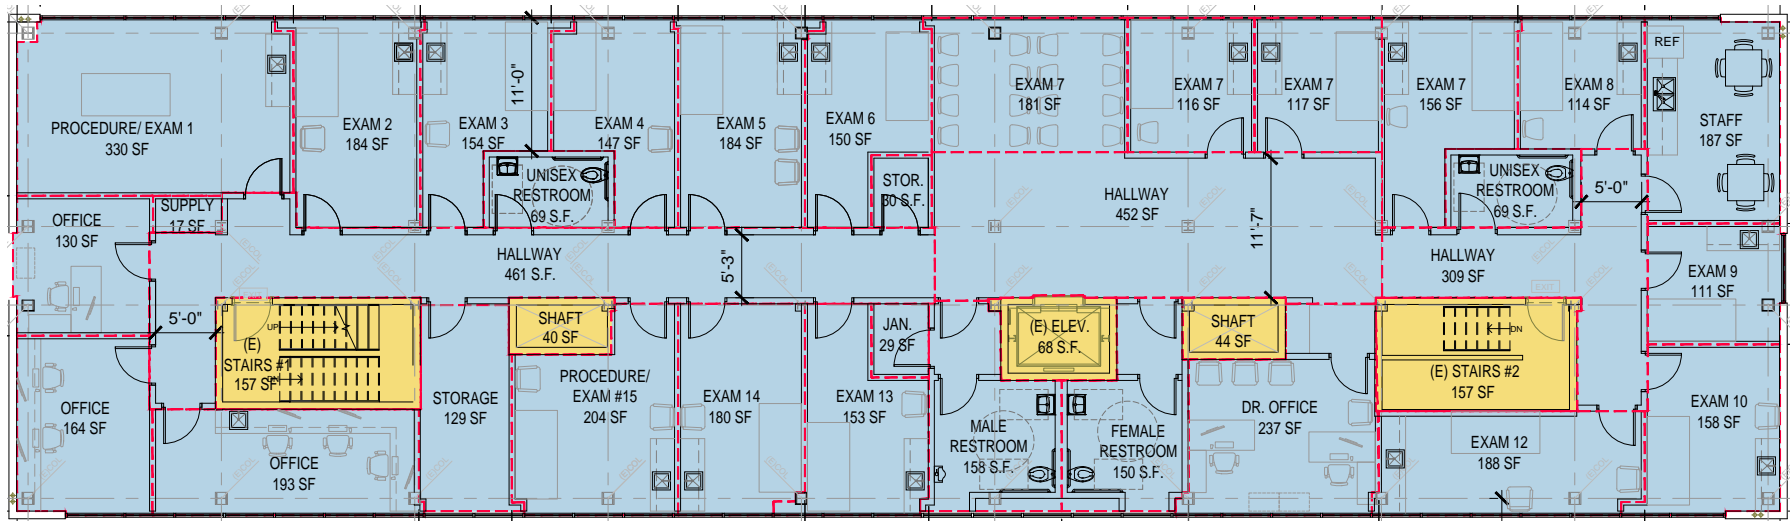 PROCEDURE/ EXAM 1
330 SF
EXAM 2
184 SF
EXAM 3
154 SF
11'-0"
EXAM 4
147 SF
EXAM 5
184 SF
EXAM 6
150 SF
EXAM 7
181 SF
EXAM 7
116 SF
EXAM 7
117 SF
EXAM 7
156 SF
EXAM 8
114 SF
REF
STAFF
187 SF
OFFICE
130 SF
SUPPLY
17 SF
UNISEX
RESTROOM
69 S.F.
STOR.
30 S.F.
HALLWAY
452 SF
11'-7"
UNISEX
RESTROOM
69 S.F.
5'-0"
HALLWAY
461 S.F.
5'-3"
HALLWAY
309 SF
EXAM 9
111 SF
EXIT
5'-0"
UP
(E)
STAIRS #1
157 SF
DN
SHAFT
40 SF
JAN.
29 SF
(E) ELEV.
68 S.F.
SHAFT
44 SF
DN
(E) STAIRS #2
157 SF
OFFICE
164 SF
OFFICE
193 SF
STORAGE
129 SF
PROCEDURE/
EXAM #15
204 SF
EXAM 14
180 SF
EXAM 13
153 SF
MALE
RESTROOM
158 S.F.
FEMALE
RESTROOM
150 S.F.
DR. OFFICE
237 SF
EXAM 12
188 SF
EXAM 10
158 SF